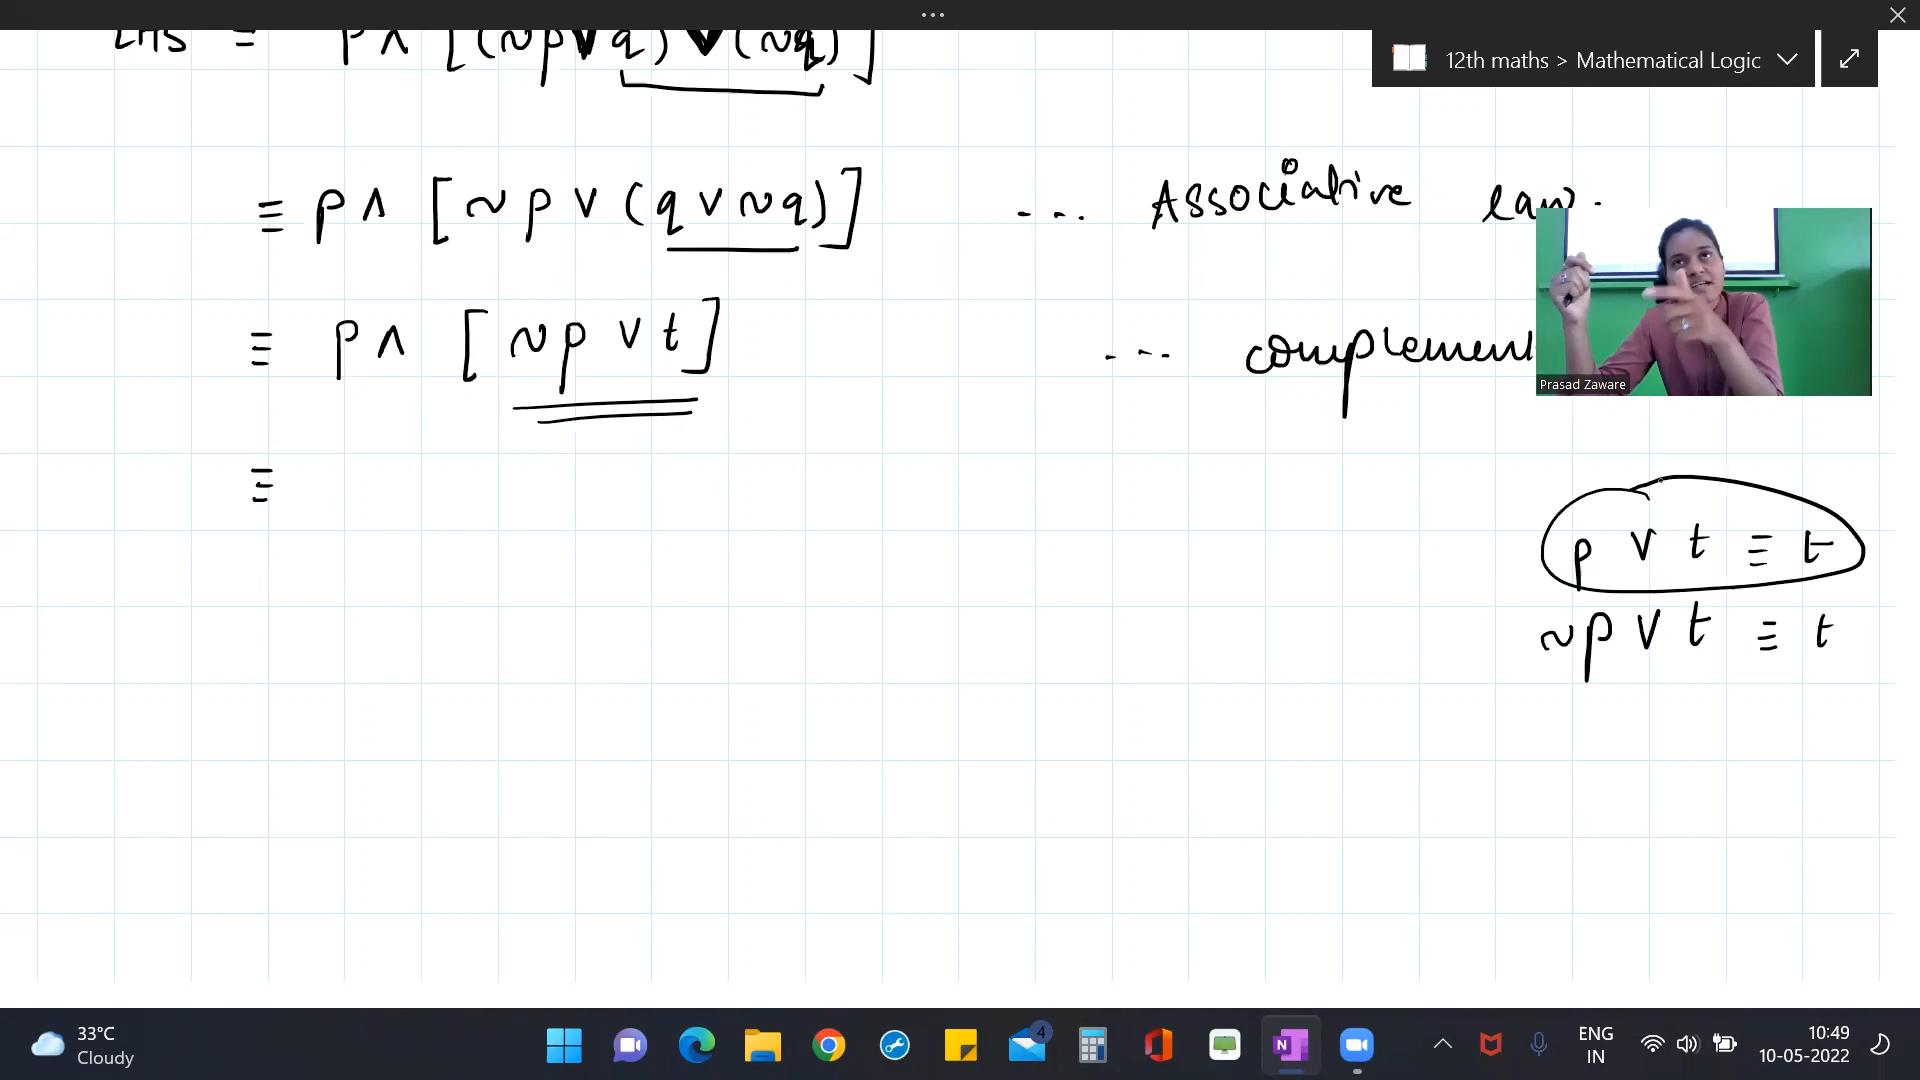 LHS ≡ p ∧ [(~p ∨ q) ∨ (~q)]
12th maths > Mathematical Logic
≡ p ∧ [~p ∨ (q ∨ ~q)] ... Associative law.
≡ p ∧ [~p ∨ t] ... complement
Prasad Zaware
≡
p ∨ t ≡ t
~p ∨ t ≡ t
33°C
Cloudy
4
N
ENG
IN
10:49
10-05-2022